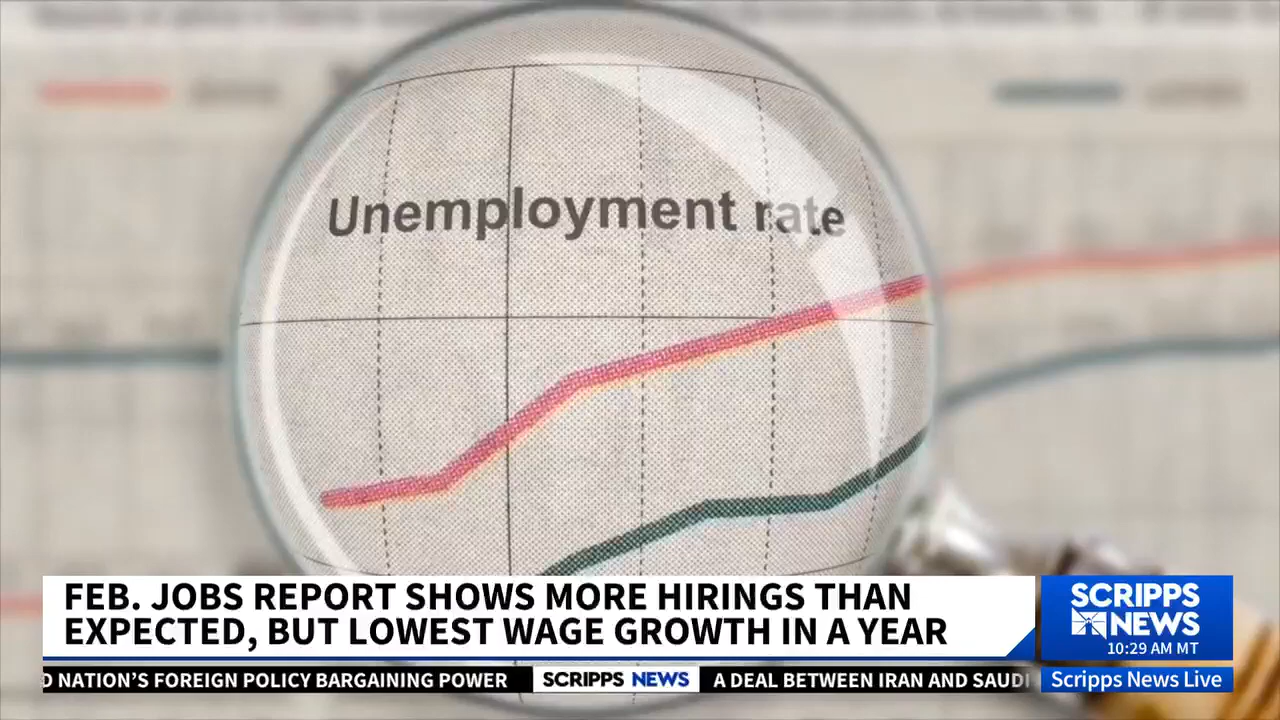 Unemployment rate
FEB. JOBS REPORT SHOWS MORE HIRINGS THAN
EXPECTED, BUT LOWEST WAGE GROWTH IN A YEAR
SCRIPPS
NEWS
10:29 AM MT
NATION'S FOREIGN POLICY BARGAINING POWER SCRIPPS NEWS A DEAL BETWEEN IRAN AND SAUDI
Scripps News Live